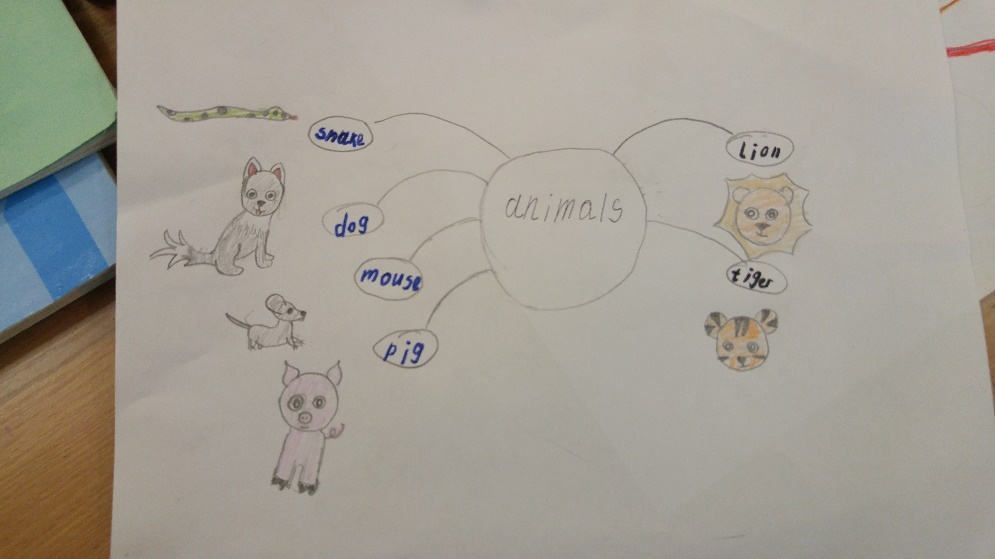 snake
dog
mouse
pig
animals
lion
tiger